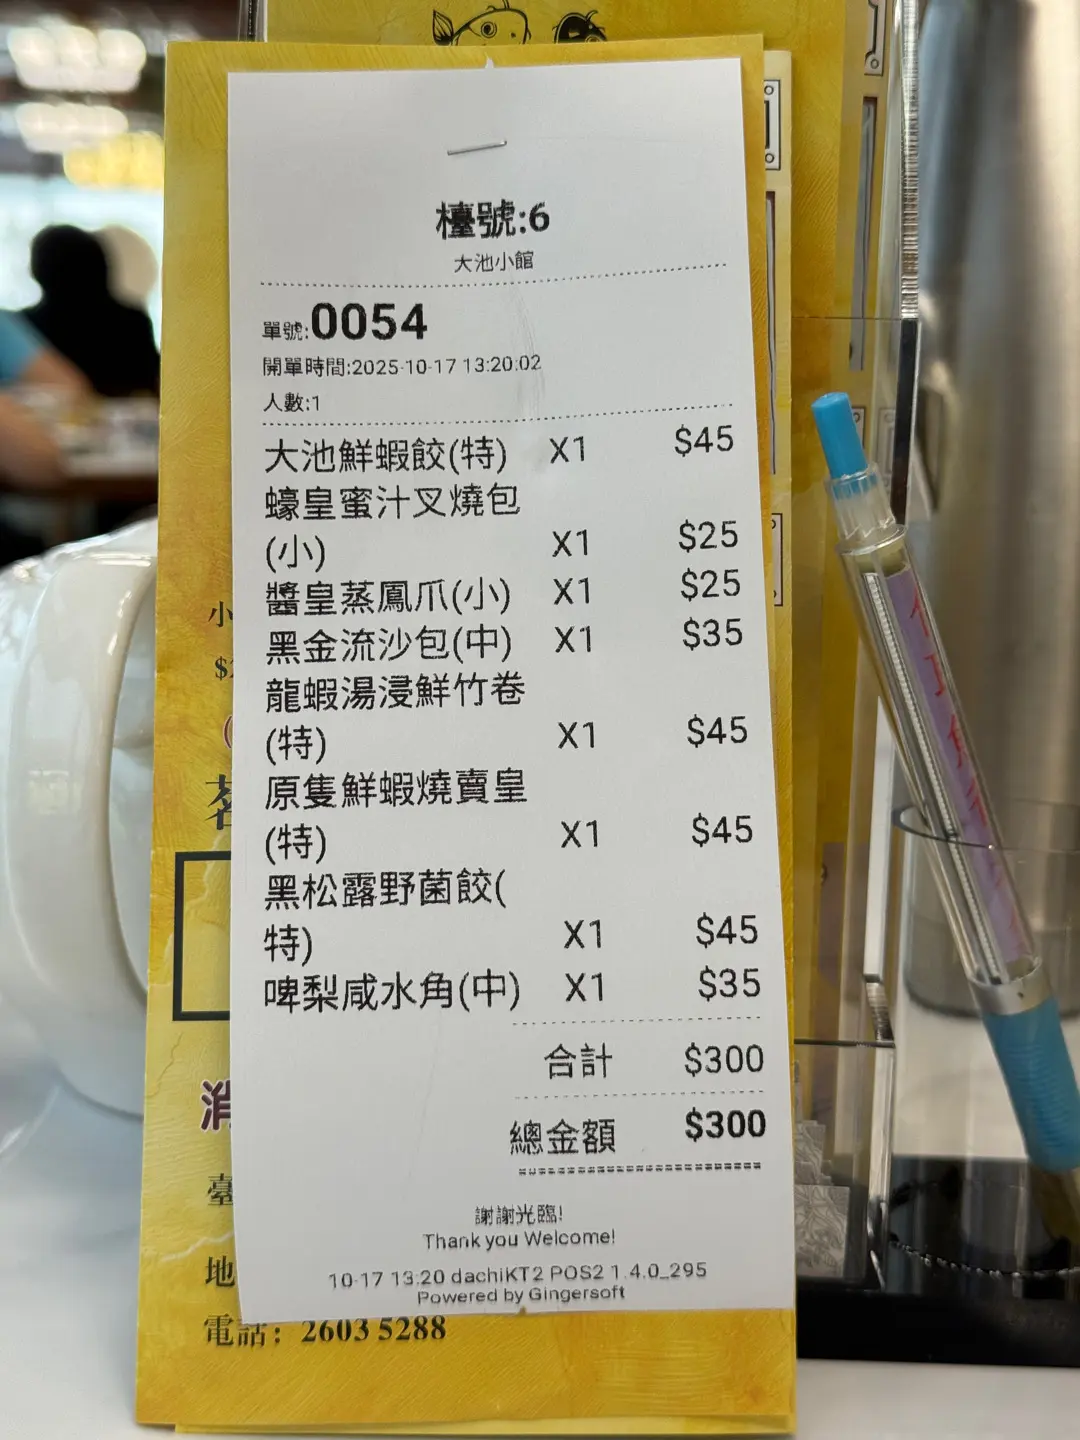 檯號:6
大池小館
單號:0054
開單時間:2025-10-17 13:20:02
人數:1
大池鮮蝦餃(特) X1 $45
蠔皇蜜汁叉燒包
(小) X1 $25
醬皇蒸鳳爪(小) X1 $25
黑金流沙包(中) X1 $35
龍蝦湯浸鮮竹卷
(特) X1 $45
原隻鮮蝦燒賣皇
(特) X1 $45
黑松露野菌餃(
特) X1 $45
啤梨咸水角(中) X1 $35
合計 $300
總金額 $300
謝謝光臨!
Thank you Welcome!
10-17 13:20 dachiKT2 POS2 1.4.0_295
Powered by Gingersoft
小
消
地
電話: 2603 5288